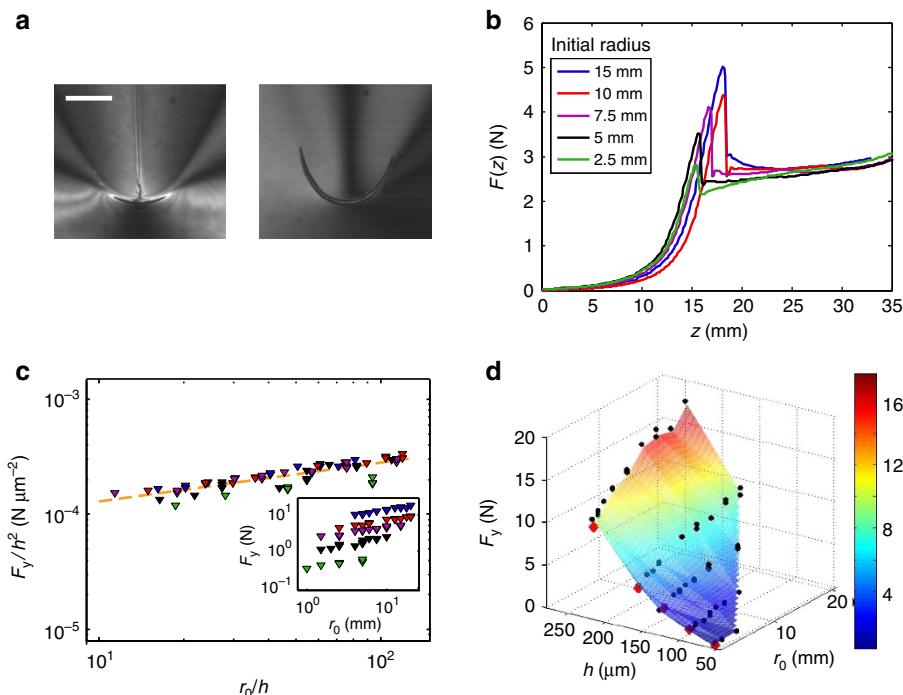 a
b
Initial radius
15 mm
10 mm
7.5 mm
5 mm
2.5 mm
F(z) (N)
6
5
4
3
2
1
0
0 5 10 15 20 25 30 35
z (mm)
c
F_y/h² (N μm⁻²)
10⁻³
10⁻⁴
10⁻⁵
10¹ 10²
r₀/h
F_y (N)
10¹
10⁰
10⁻¹
10⁰ 10¹
r₀ (mm)
d
F_y (N)
20
15
10
5
0
250 200 150 100 50
h (μm)
20
10
0
r₀ (mm)
16
12
8
4